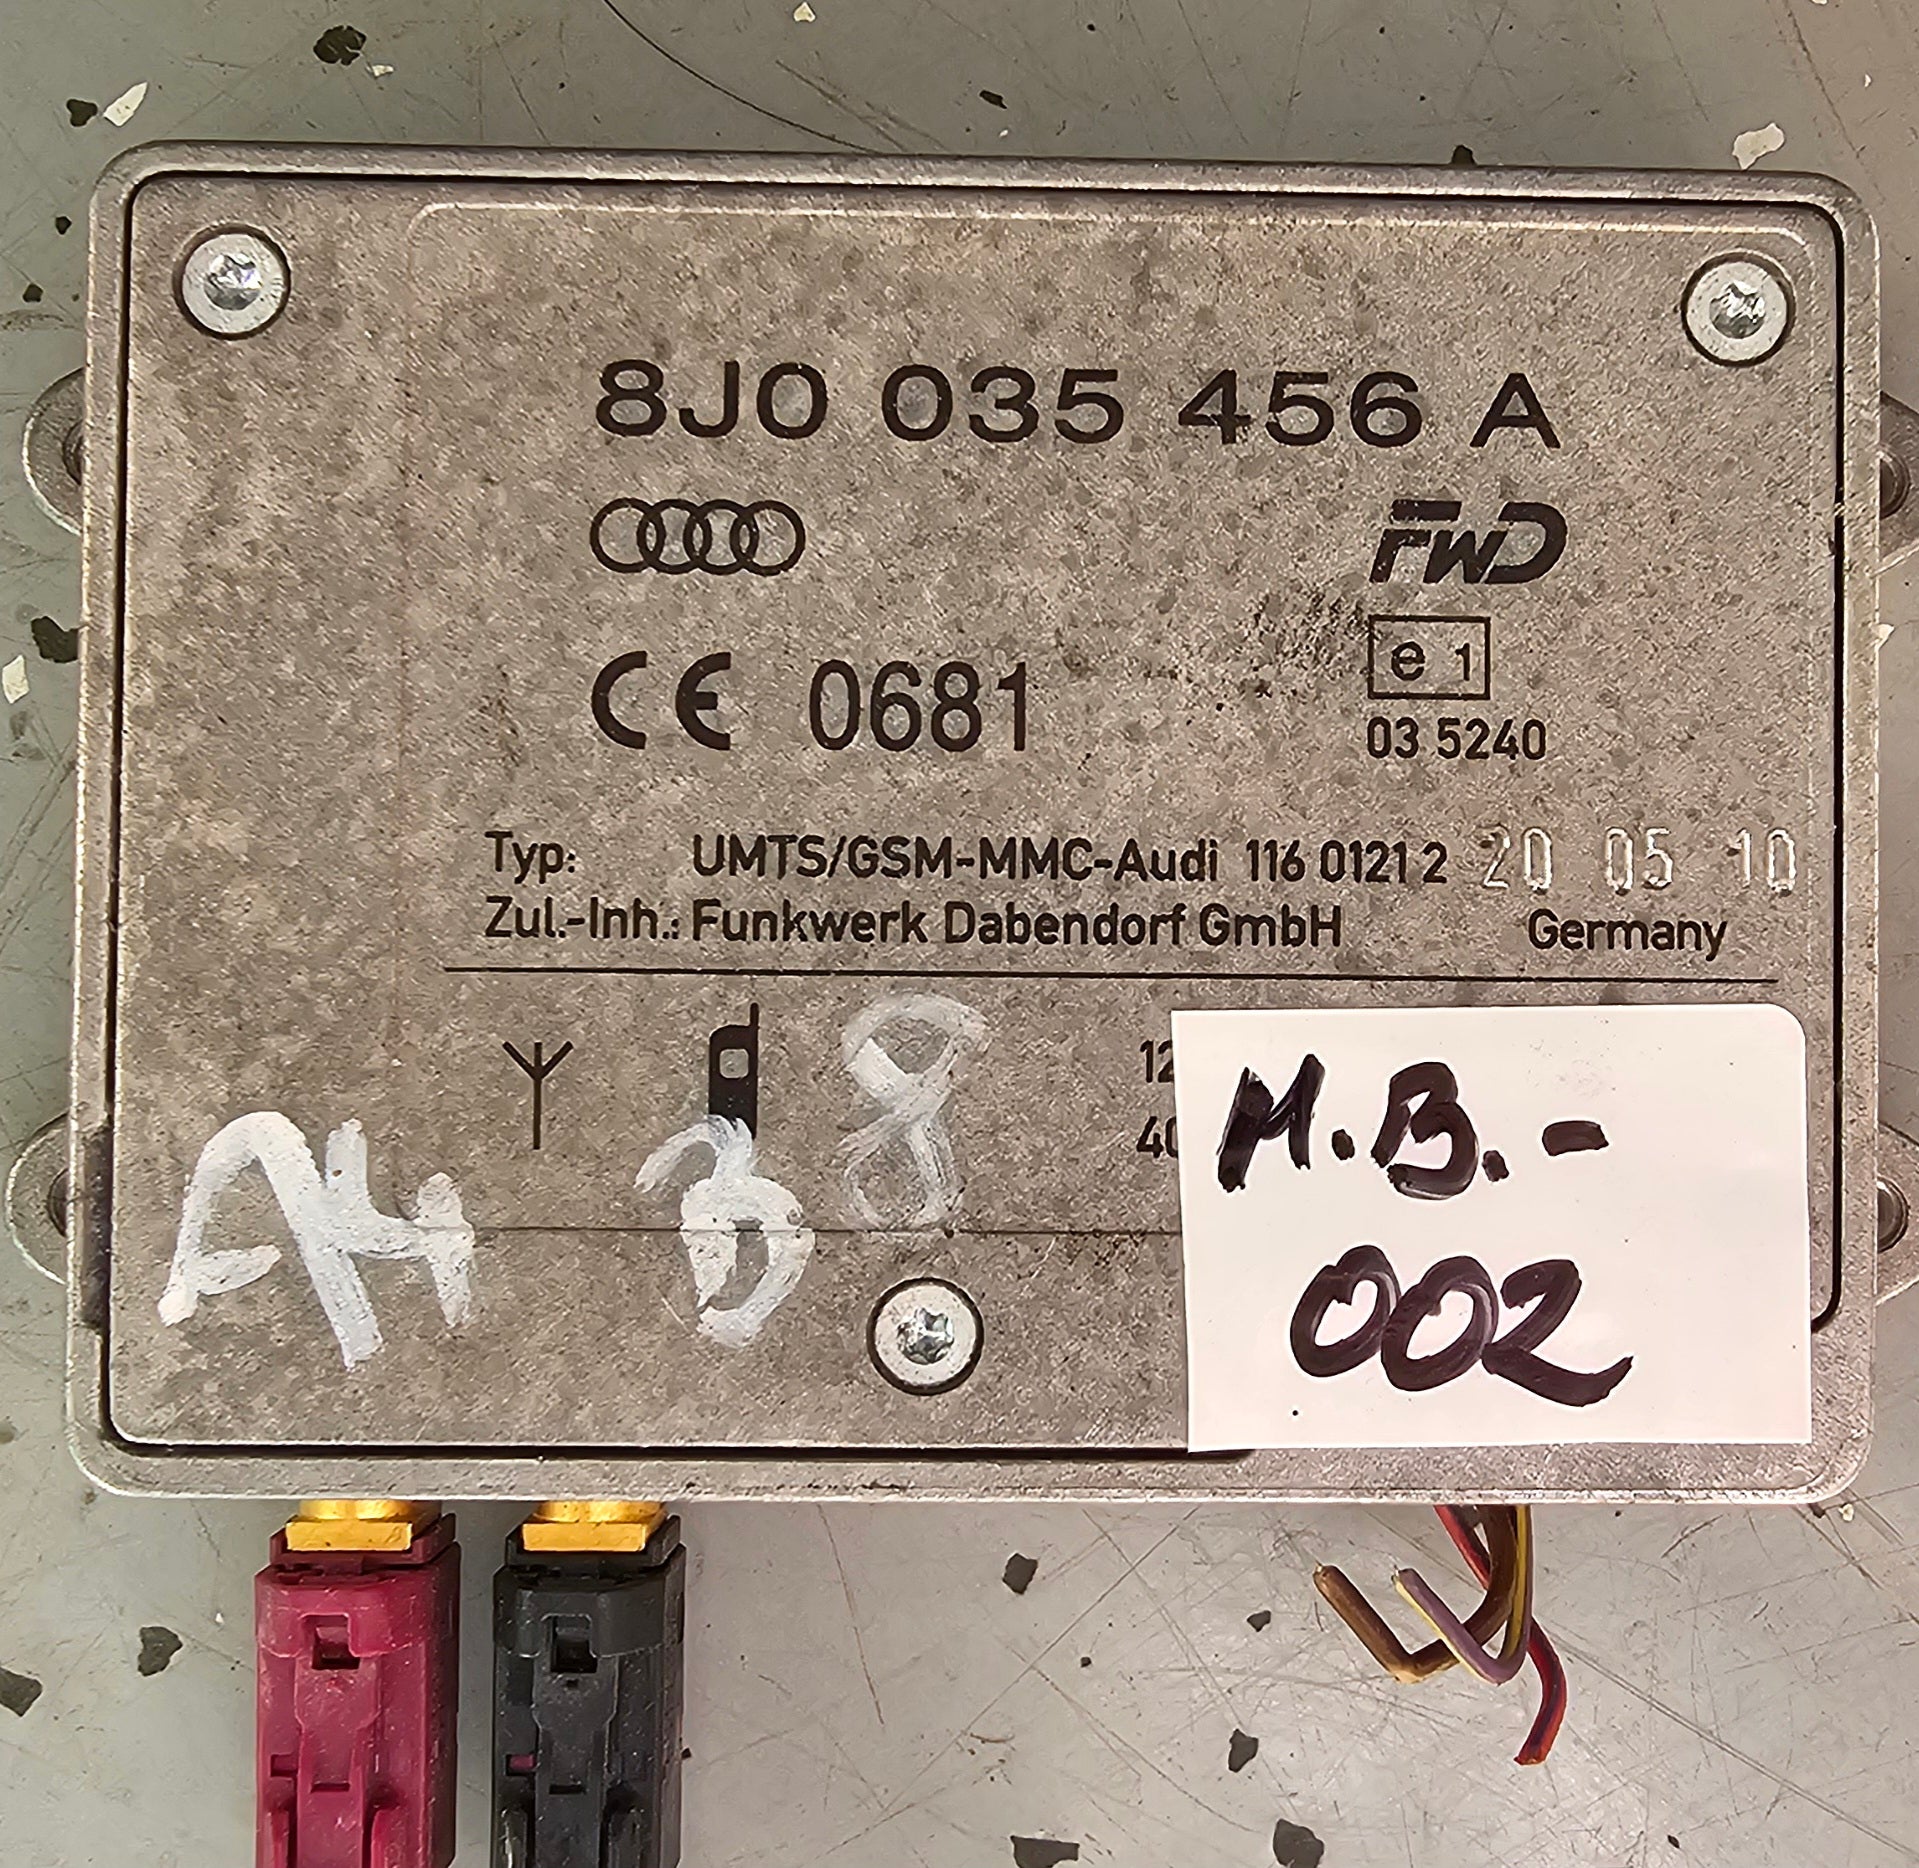 8J0 035 456 A
FWD
CE 0681
e 1
03 5240
Typ: UMTS/GSM-MMC-Audi 116 0121 2 20 05 10
Zul.-Inh.: Funkwerk Dabendorf GmbH Germany
8
A4
M.B.-
002